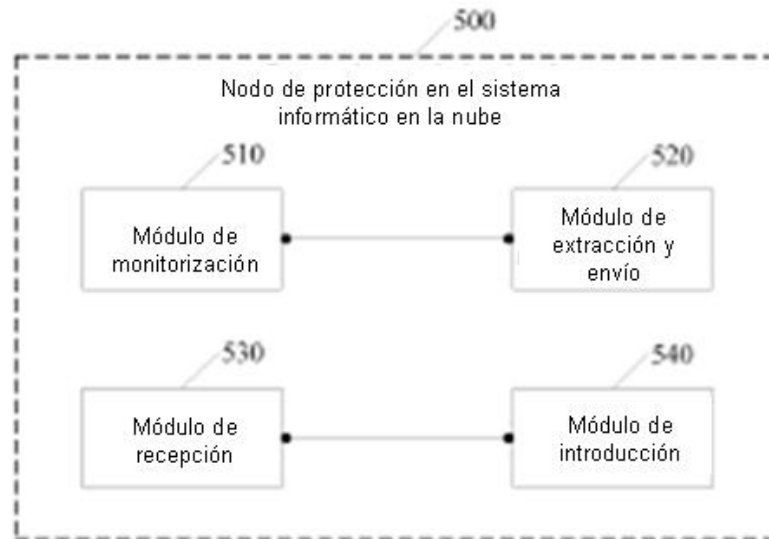 500
Nodo de protección en el sistema
informático en la nube
510
520
Módulo de
monitorización
Módulo de
extracción y
envío
530
540
Módulo de
recepción
Módulo de
introducción